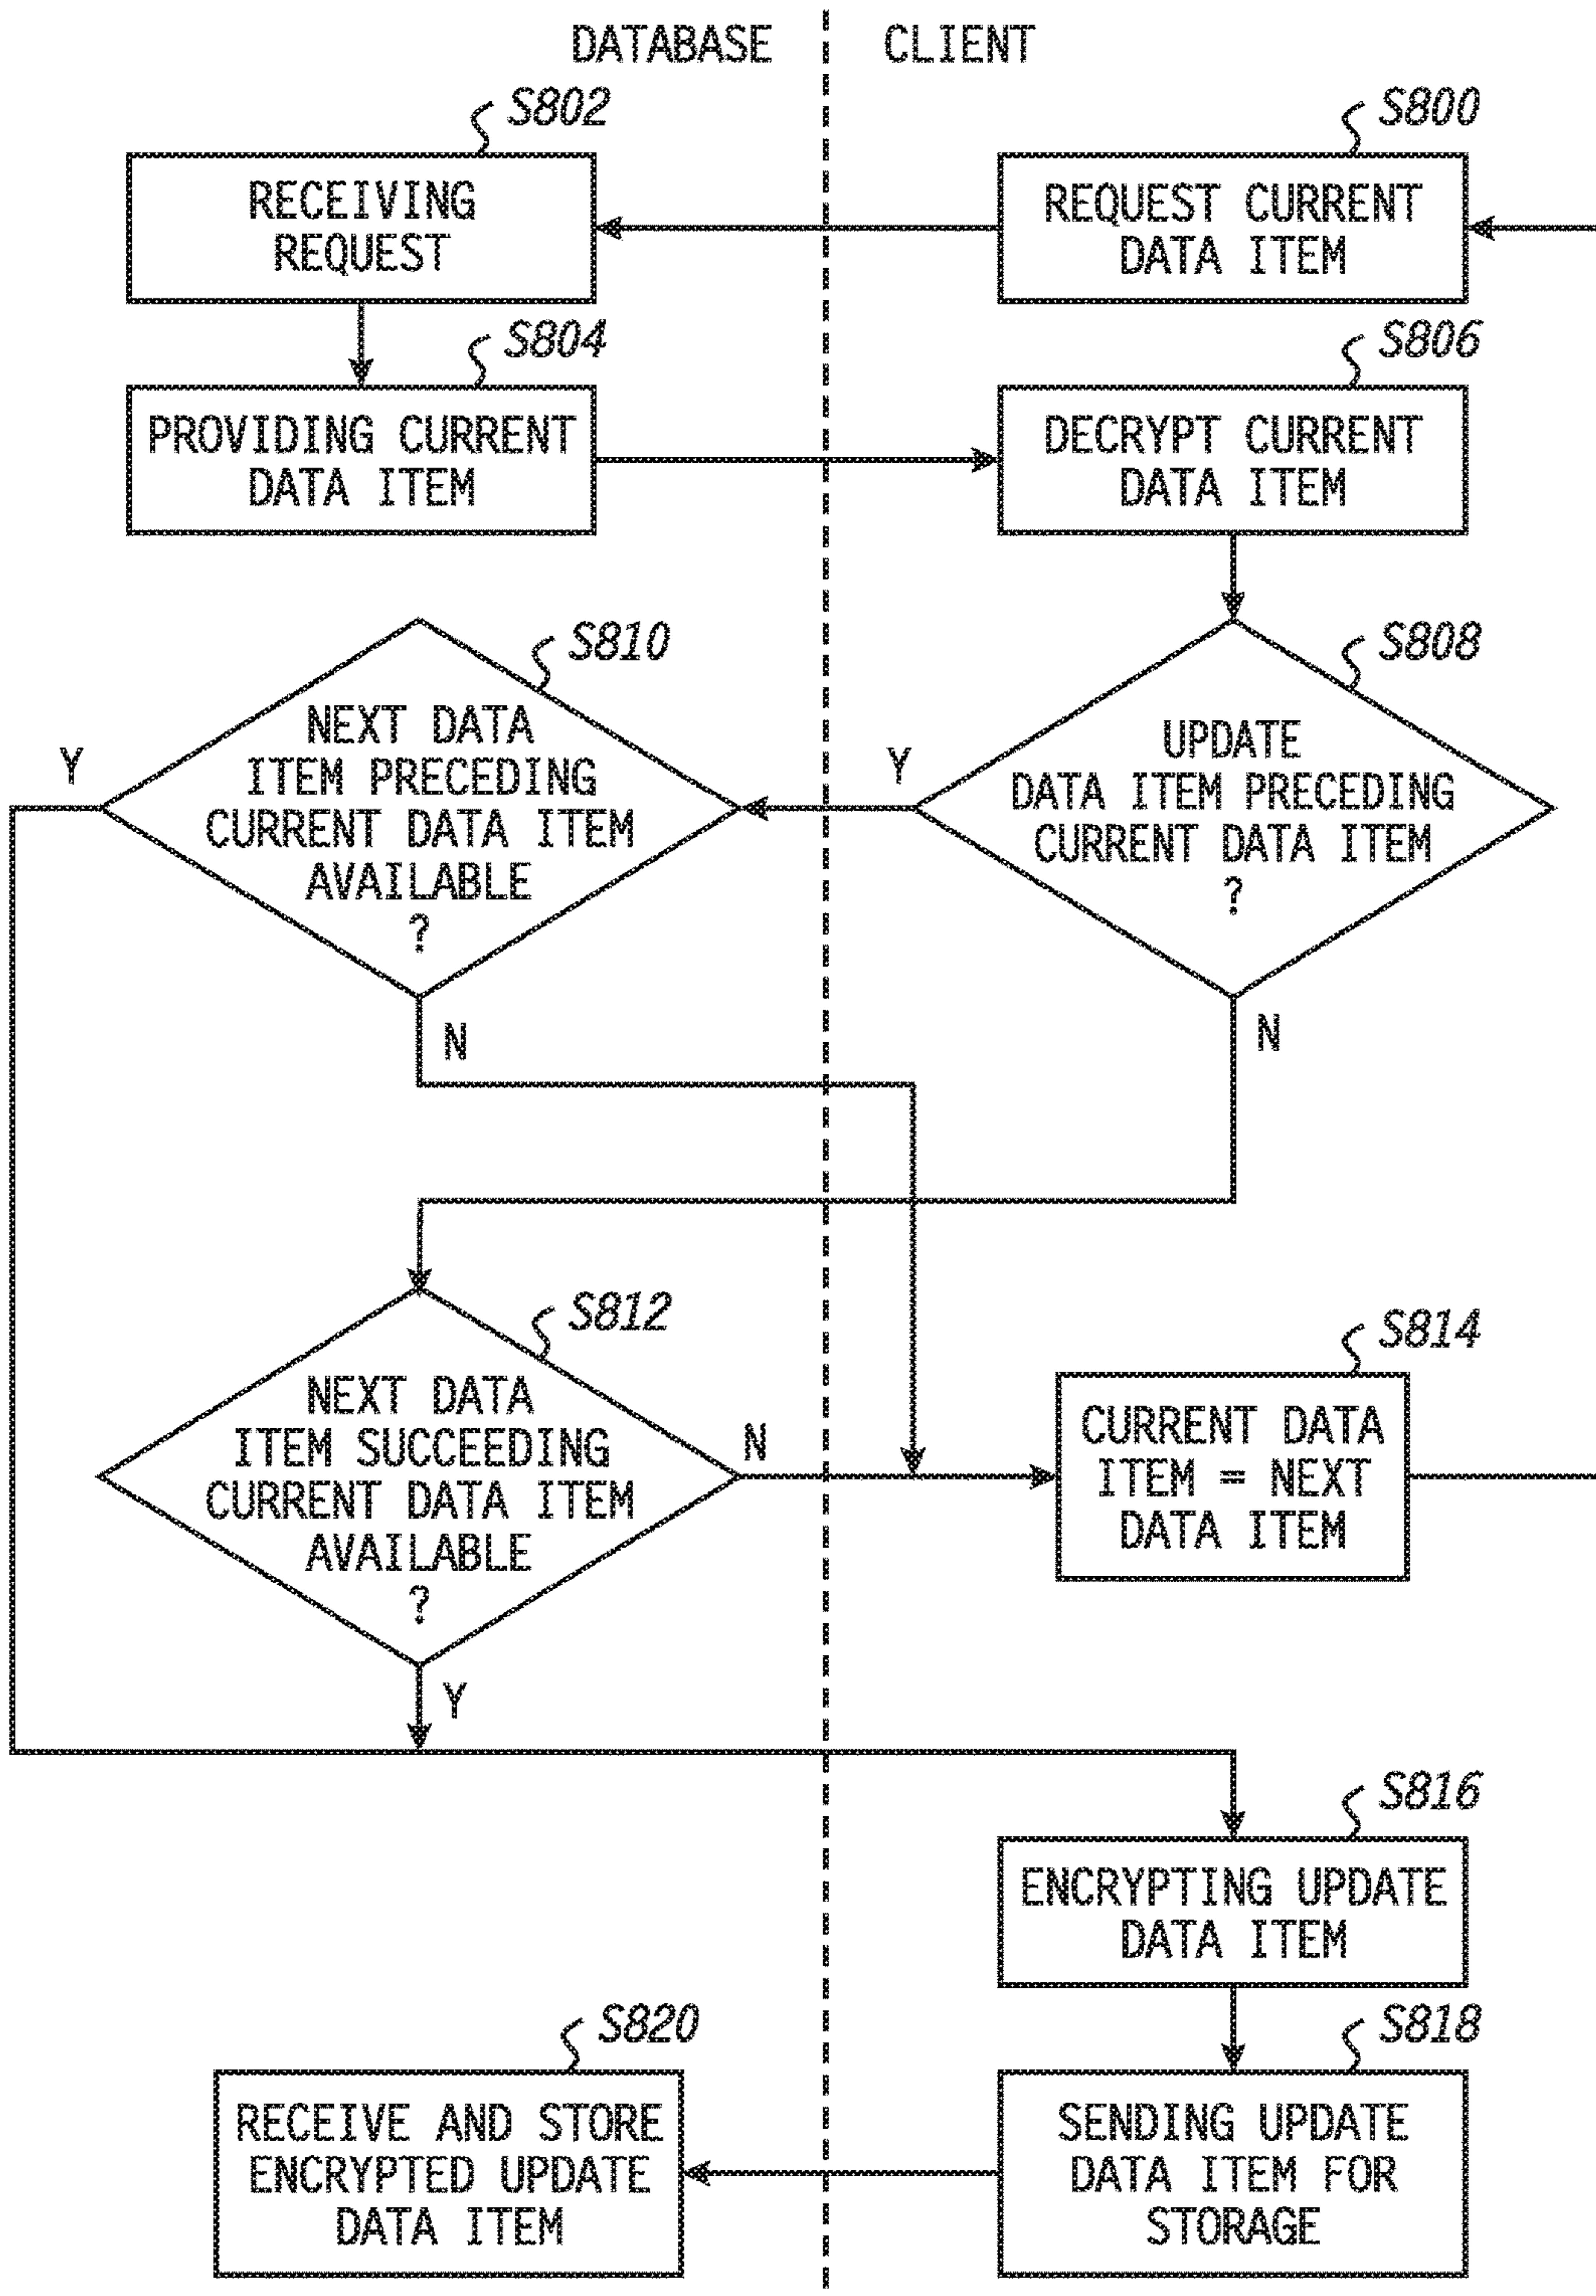 DATABASE
CLIENT
S802
S800
RECEIVING
REQUEST
REQUEST CURRENT
DATA ITEM
S804
S806
PROVIDING CURRENT
DATA ITEM
DECRYPT CURRENT
DATA ITEM
S810
S808
NEXT DATA
ITEM PRECEDING
CURRENT DATA ITEM
AVAILABLE
?
Y
N
UPDATE
DATA ITEM PRECEDING
CURRENT DATA ITEM
?
Y
N
S812
S814
NEXT DATA
ITEM SUCCEEDING
CURRENT DATA ITEM
AVAILABLE
?
N
Y
CURRENT DATA
ITEM = NEXT
DATA ITEM
S816
ENCRYPTING UPDATE
DATA ITEM
S820
S818
RECEIVE AND STORE
ENCRYPTED UPDATE
DATA ITEM
SENDING UPDATE
DATA ITEM FOR
STORAGE